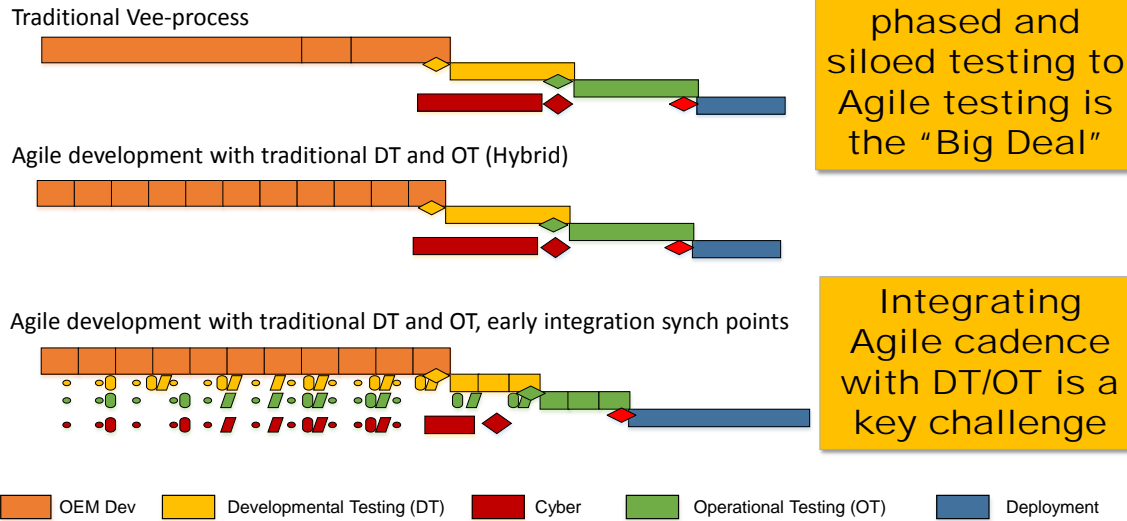 Traditional Vee-process
phased and
siloed testing to
Agile testing is
the “Big Deal”
Agile development with traditional DT and OT (Hybrid)
Agile development with traditional DT and OT, early integration synch points
Integrating
Agile cadence
with DT/OT is a
key challenge
OEM Dev
Developmental Testing (DT)
Cyber
Operational Testing (OT)
Deployment